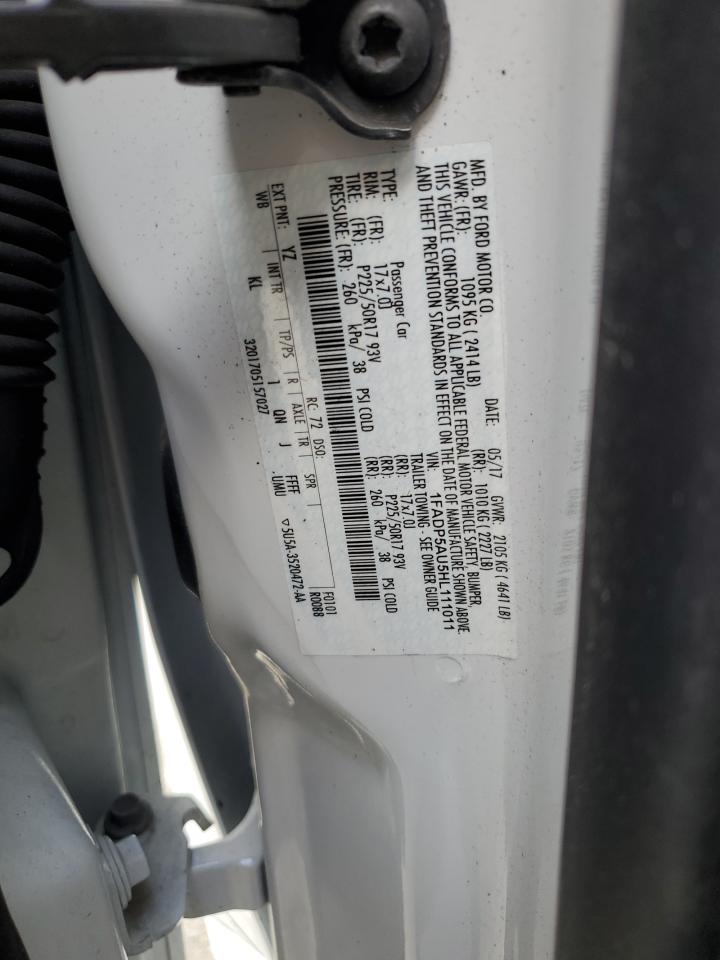 MFD. BY FORD MOTOR CO.
DATE: 05/17 GVWR: 2105 KG ( 4641 LB)
GAWR: (FR): 1095 KG ( 2414 LB) (RR): 1010 KG ( 2227 LB)
THIS VEHICLE CONFORMS TO ALL APPLICABLE FEDERAL MOTOR VEHICLE SAFETY, BUMPER,
AND THEFT PREVENTION STANDARDS IN EFFECT ON THE DATE OF MANUFACTURE SHOWN ABOVE.
VIN: 1FADP5AU5HL111011
TYPE: Passenger Car TRAILER TOWING - SEE OWNER GUIDE
RIM: (FR): 17x7.0J (RR): 17x7.0J
TIRE: (FR): P225/50R17 93V (RR): P225/50R17 93V
PRESSURE: (FR): 260 kPa/ 38 PSI COLD (RR): 260 kPa/ 38 PSI COLD
F0101
RC: 72 DSO: R0088
EXT PNT: YZ INT TR TP/PS R AXLE TR SPR
WB KL 1 QN J FFFF
3201705157027 .UMU ▽5U5A-3520472-AA